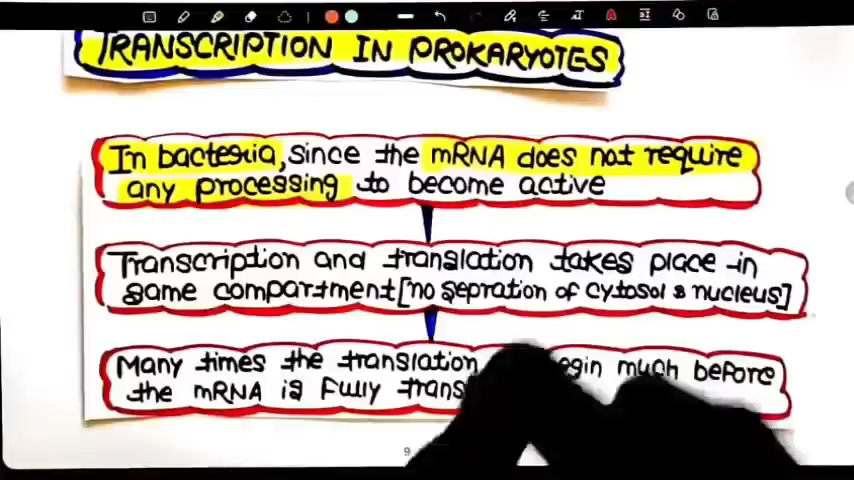 TRANSCRIPTION IN PROKARYOTES
In bacteria, since the mRNA does not require
any processing to become active
Transcription and translation takes place in
same compartment [no sepration of cytosol & nucleus]
Many times the translation much before
the mRNA is fully
9